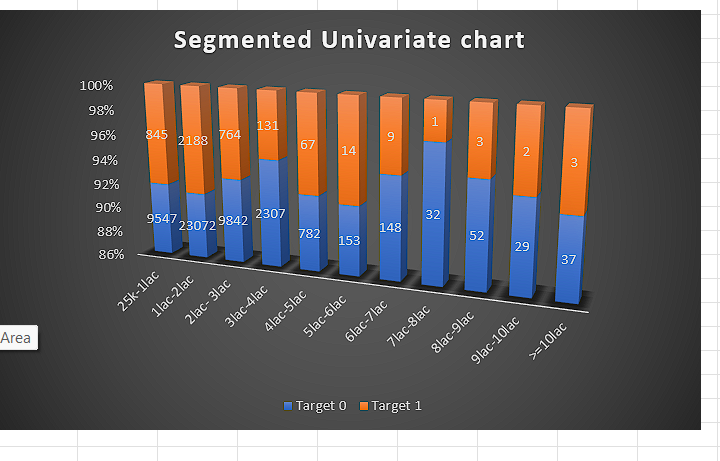 Segmented Univariate chart
100%
98%
96%
94%
92%
90%
88%
86%
845 2188 764 131 67 14 9 1 3 2 3
9547 23072 9842 2307 782 153 148 32 52 29 37
25k-1lac 1lac-2lac 2lac- 3lac 3lac-4lac 4lac-5lac 5lac-6lac 6lac-7lac 7lac-8lac 8lac-9lac 9lac-10lac >=10lac
Area
Target 0 Target 1